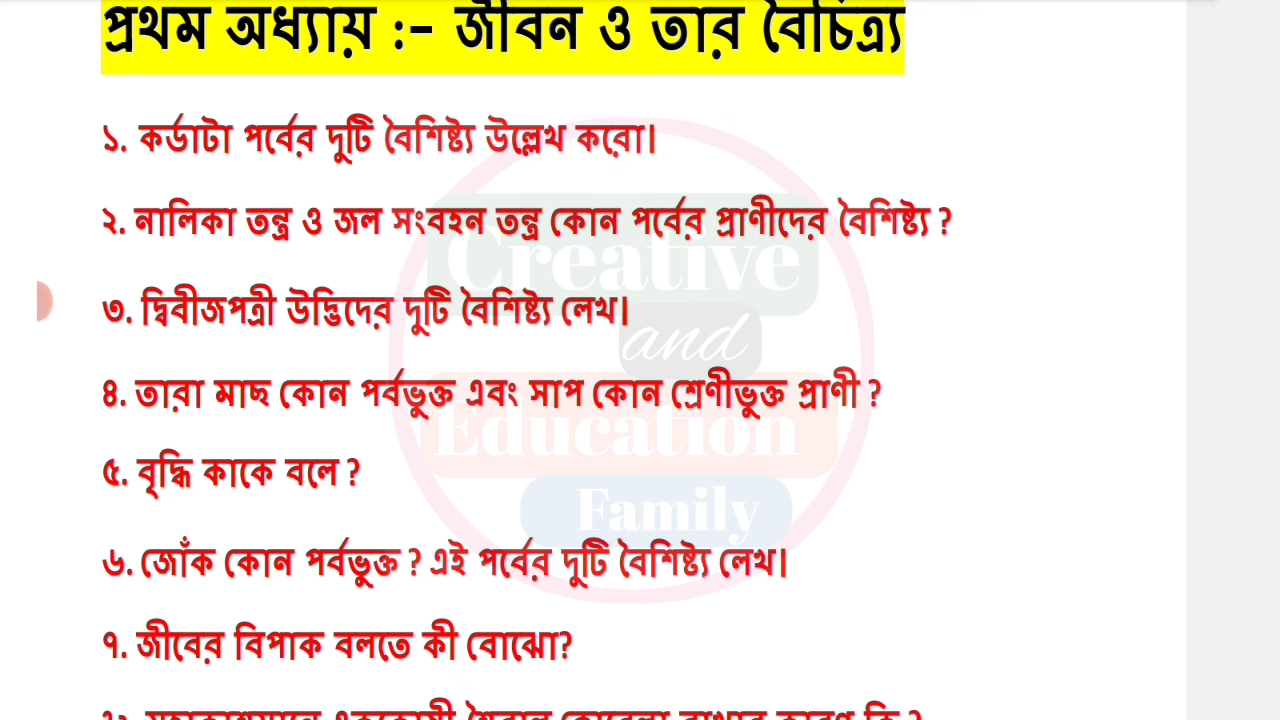 প্রথম অধ্যায় :- জীবন ও তার বৈচিত্র্য
১. কর্ডাটা পর্বের দুটি বৈশিষ্ট্য উল্লেখ করো।
২. নালিকা তন্ত্র ও জল সংবহন তন্ত্র কোন পর্বের প্রাণীদের বৈশিষ্ট্য ?
৩. দ্বিবীজপত্রী উদ্ভিদের দুটি বৈশিষ্ট্য লেখ।
৪. তারা মাছ কোন পর্বভুক্ত এবং সাপ কোন শ্রেণীভুক্ত প্রাণী ?
৫. বৃদ্ধি কাকে বলে ?
৬. জোঁক কোন পর্বভুক্ত ? এই পর্বের দুটি বৈশিষ্ট্য লেখ।
৭. জীবের বিপাক বলতে কী বোঝো?
Creative
and
Education
Family